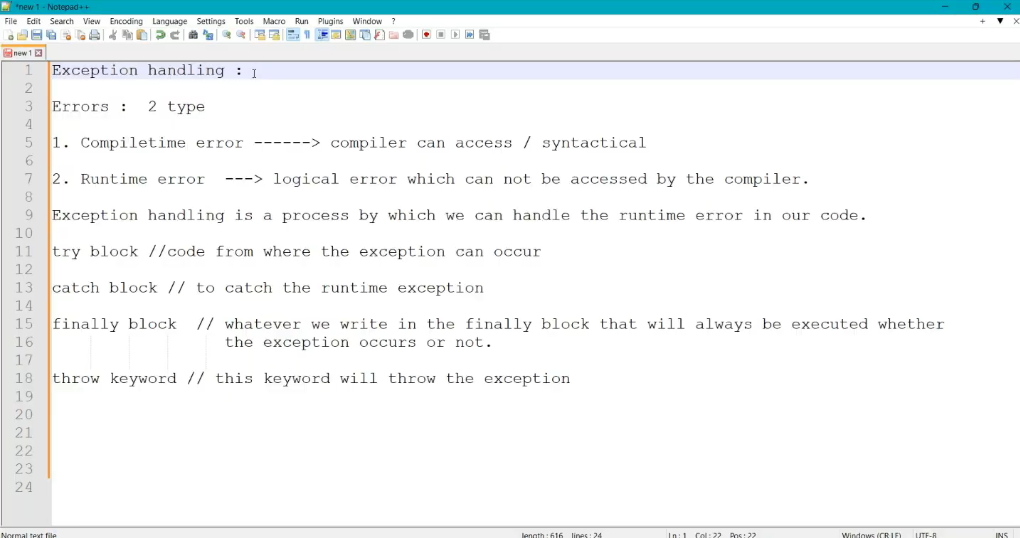 *new 1 - Notepad++
File Edit Search View Encoding Language Settings Tools Macro Run Plugins Window ?
new 1
1 Exception handling :
2
3 Errors : 2 type
4
5 1. Compiletime error ------> compiler can access / syntactical
6
7 2. Runtime error ---> logical error which can not be accessed by the compiler.
8
9 Exception handling is a process by which we can handle the runtime error in our code.
10
11 try block //code from where the exception can occur
12
13 catch block // to catch the runtime exception
14
15 finally block // whatever we write in the finally block that will always be executed whether
16 the exception occurs or not.
17
18 throw keyword // this keyword will throw the exception
19
20
21
22
23
24
Normal text file length : 616 lines : 24 Ln : 1 Col : 22 Pos : 22 Windows (CR LF) UTF-8 INS